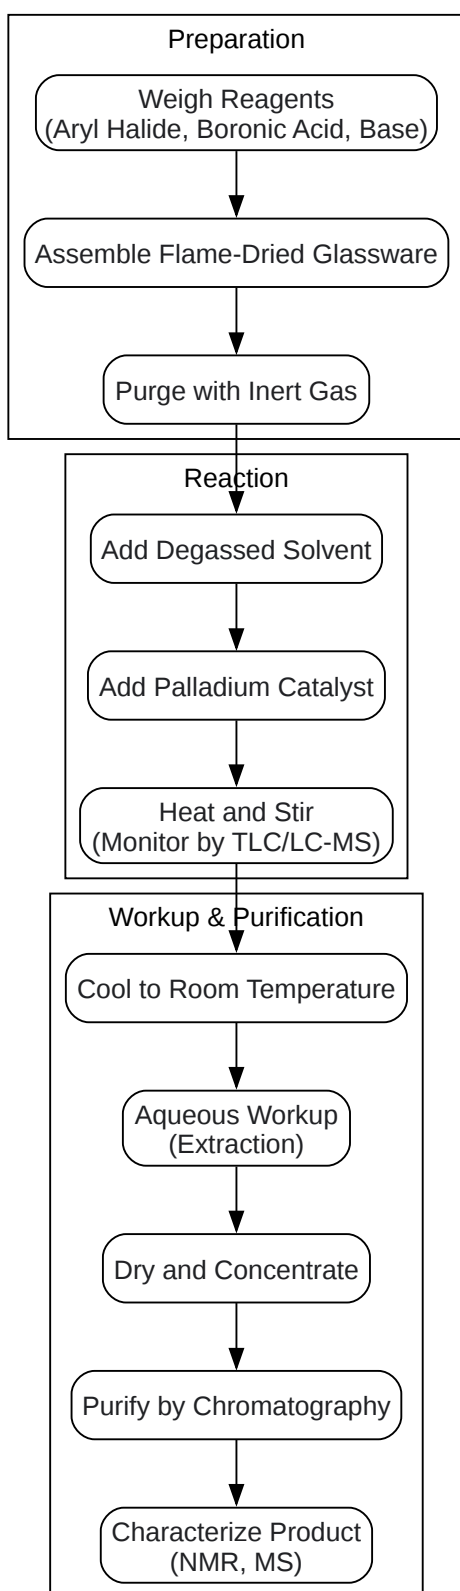 Preparation
Weigh Reagents
(Aryl Halide, Boronic Acid, Base)
Assemble Flame-Dried Glassware
Purge with Inert Gas
Reaction
Add Degassed Solvent
Add Palladium Catalyst
Heat and Stir
(Monitor by TLC/LC-MS)
Workup & Purification
Cool to Room Temperature
Aqueous Workup
(Extraction)
Dry and Concentrate
Purify by Chromatography
Characterize Product
(NMR, MS)